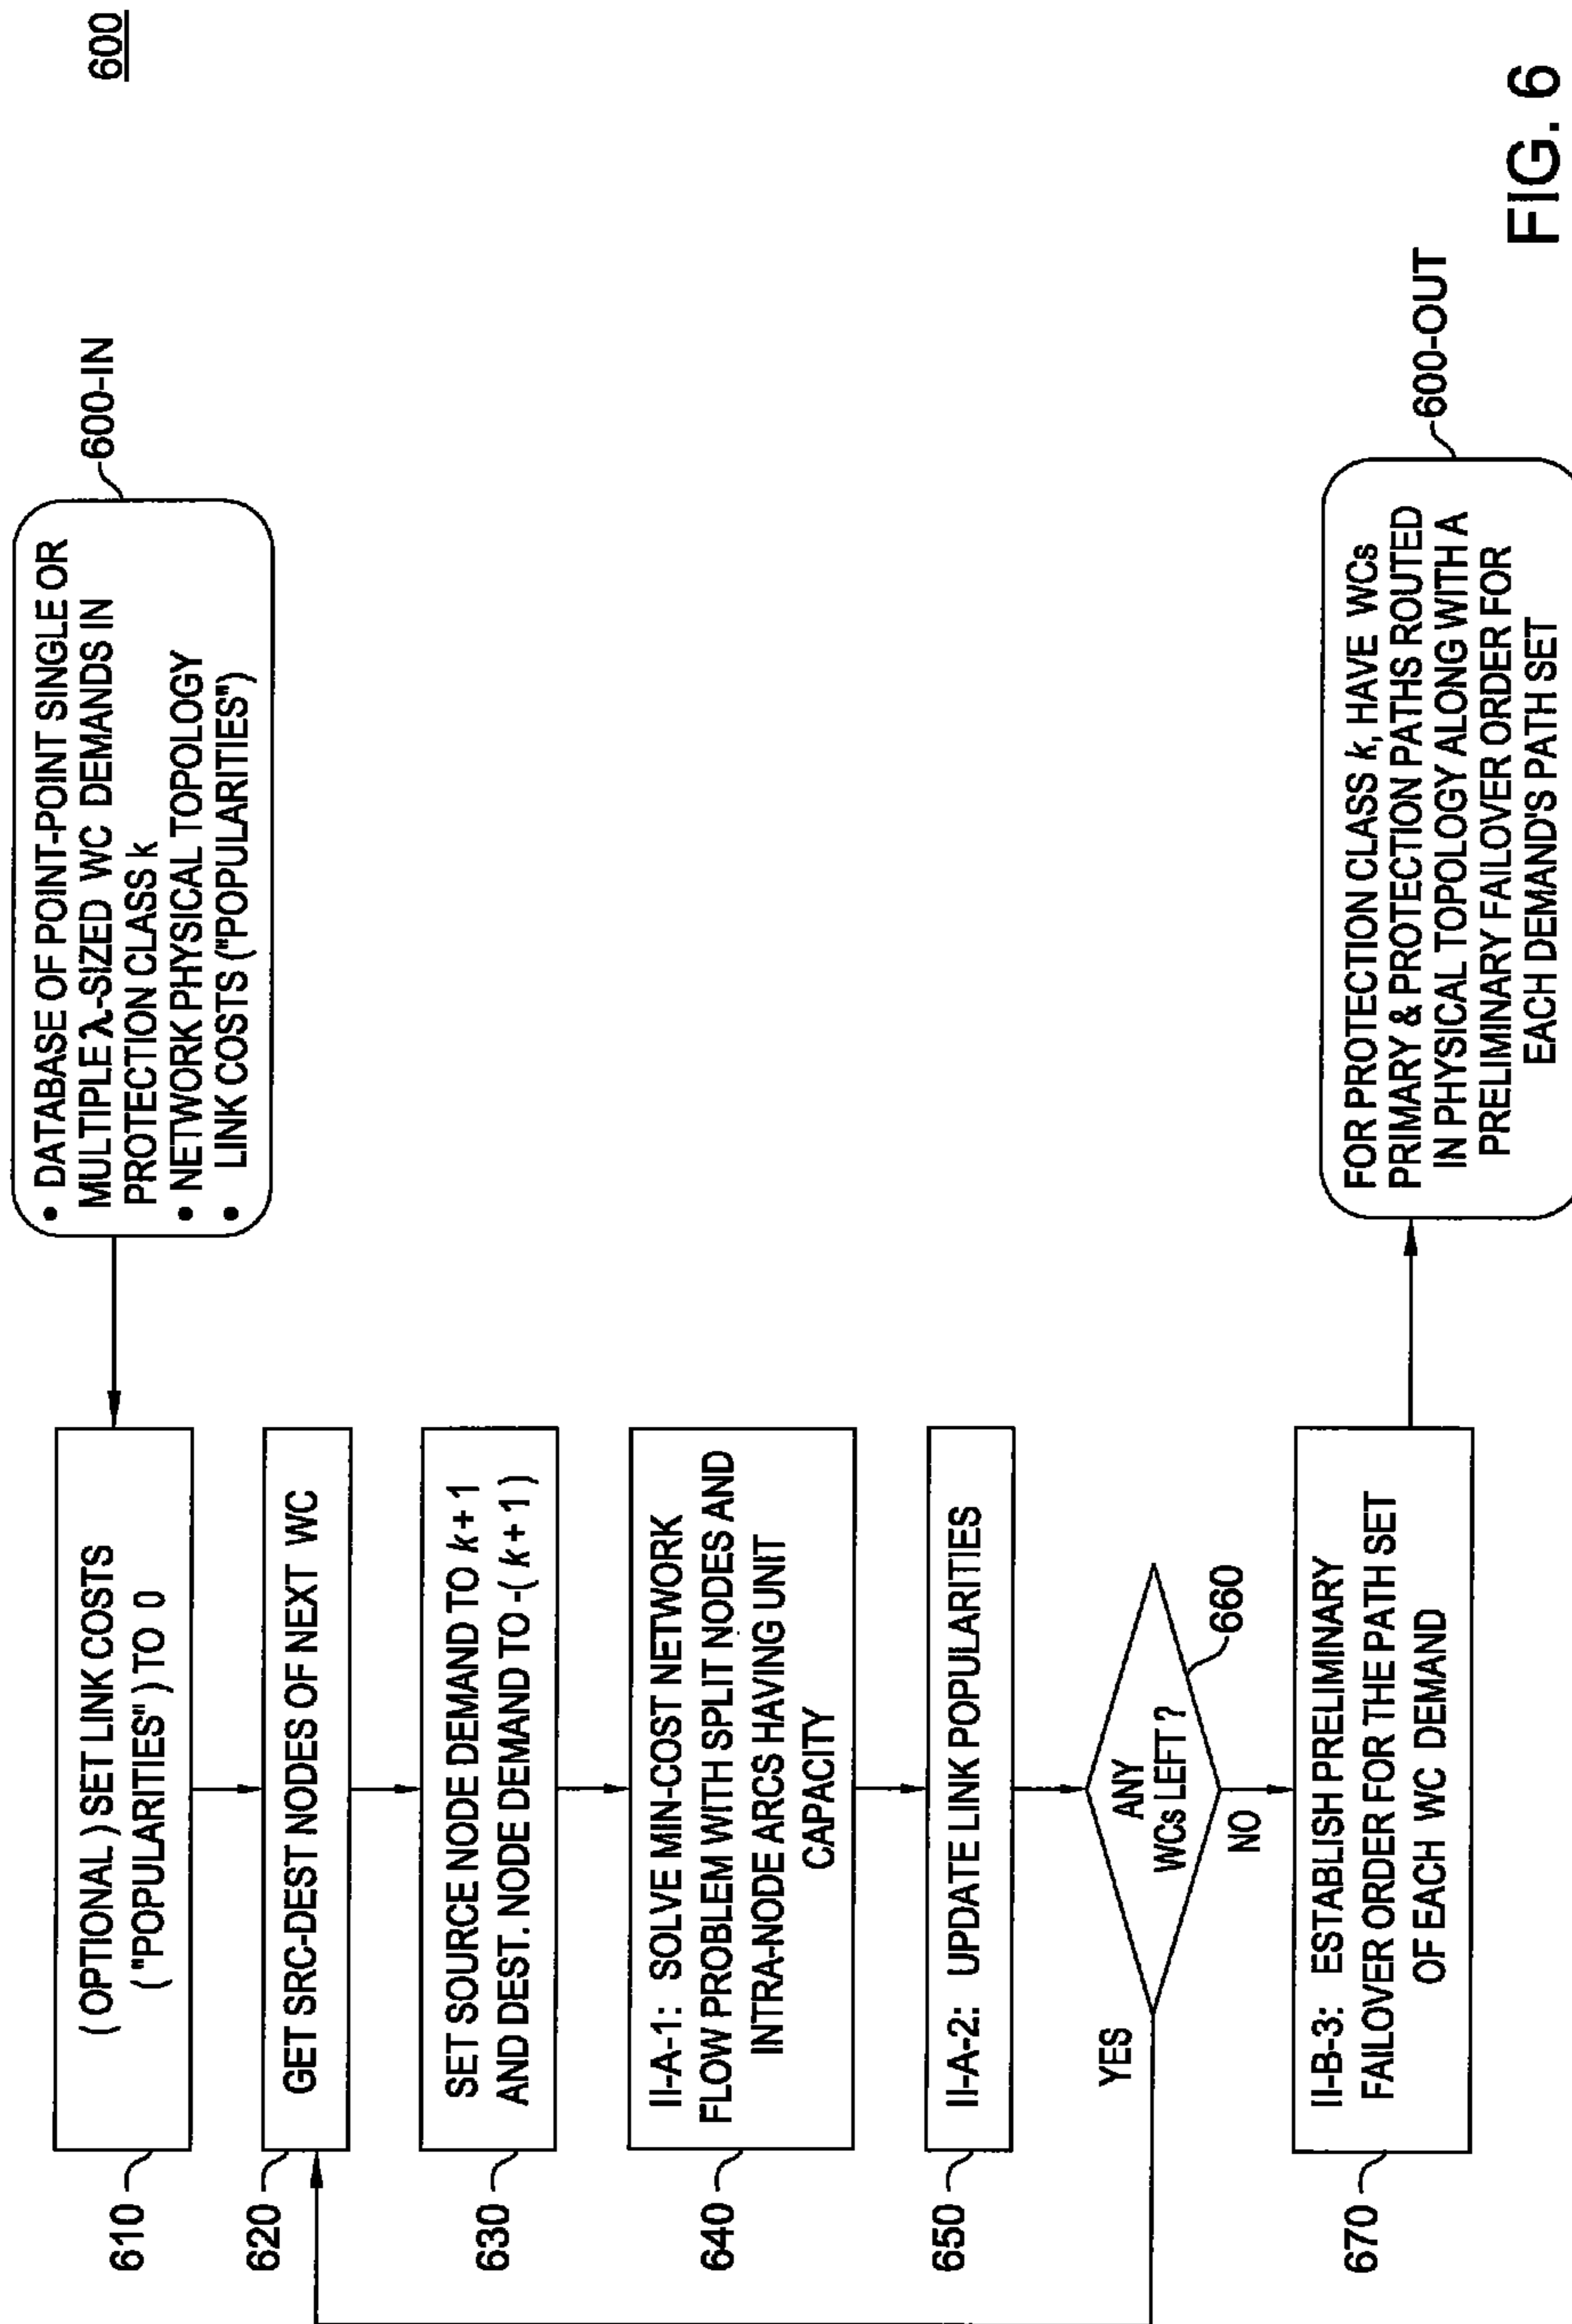 600
600-IN
• DATABASE OF POINT-POINT SINGLE OR
MULTIPLE λ-SIZED WC DEMANDS IN
PROTECTION CLASS k
• NETWORK PHYSICAL TOPOLOGY
• LINK COSTS ("POPULARITIES")
610
( OPTIONAL ) SET LINK COSTS
( "POPULARITIES" ) TO 0
620
GET SRC-DEST NODES OF NEXT WC
630
SET SOURCE NODE DEMAND TO k+1
AND DEST. NODE DEMAND TO -( k+1 )
640
II-A-1: SOLVE MIN-COST NETWORK
FLOW PROBLEM WITH SPLIT NODES AND
INTRA-NODE ARCS HAVING UNIT
CAPACITY
650
II-A-2: UPDATE LINK POPULARITIES
YES
ANY
WCs LEFT ?
660
NO
670
II-B-3: ESTABLISH PRELIMINARY
FAILOVER ORDER FOR THE PATH SET
OF EACH WC DEMAND
FOR PROTECTION CLASS k, HAVE WCs
PRIMARY & PROTECTION PATHS ROUTED
IN PHYSICAL TOPOLOGY ALONG WITH A
PRELIMINARY FAILOVER ORDER FOR
EACH DEMAND'S PATH SET
600-OUT
FIG. 6